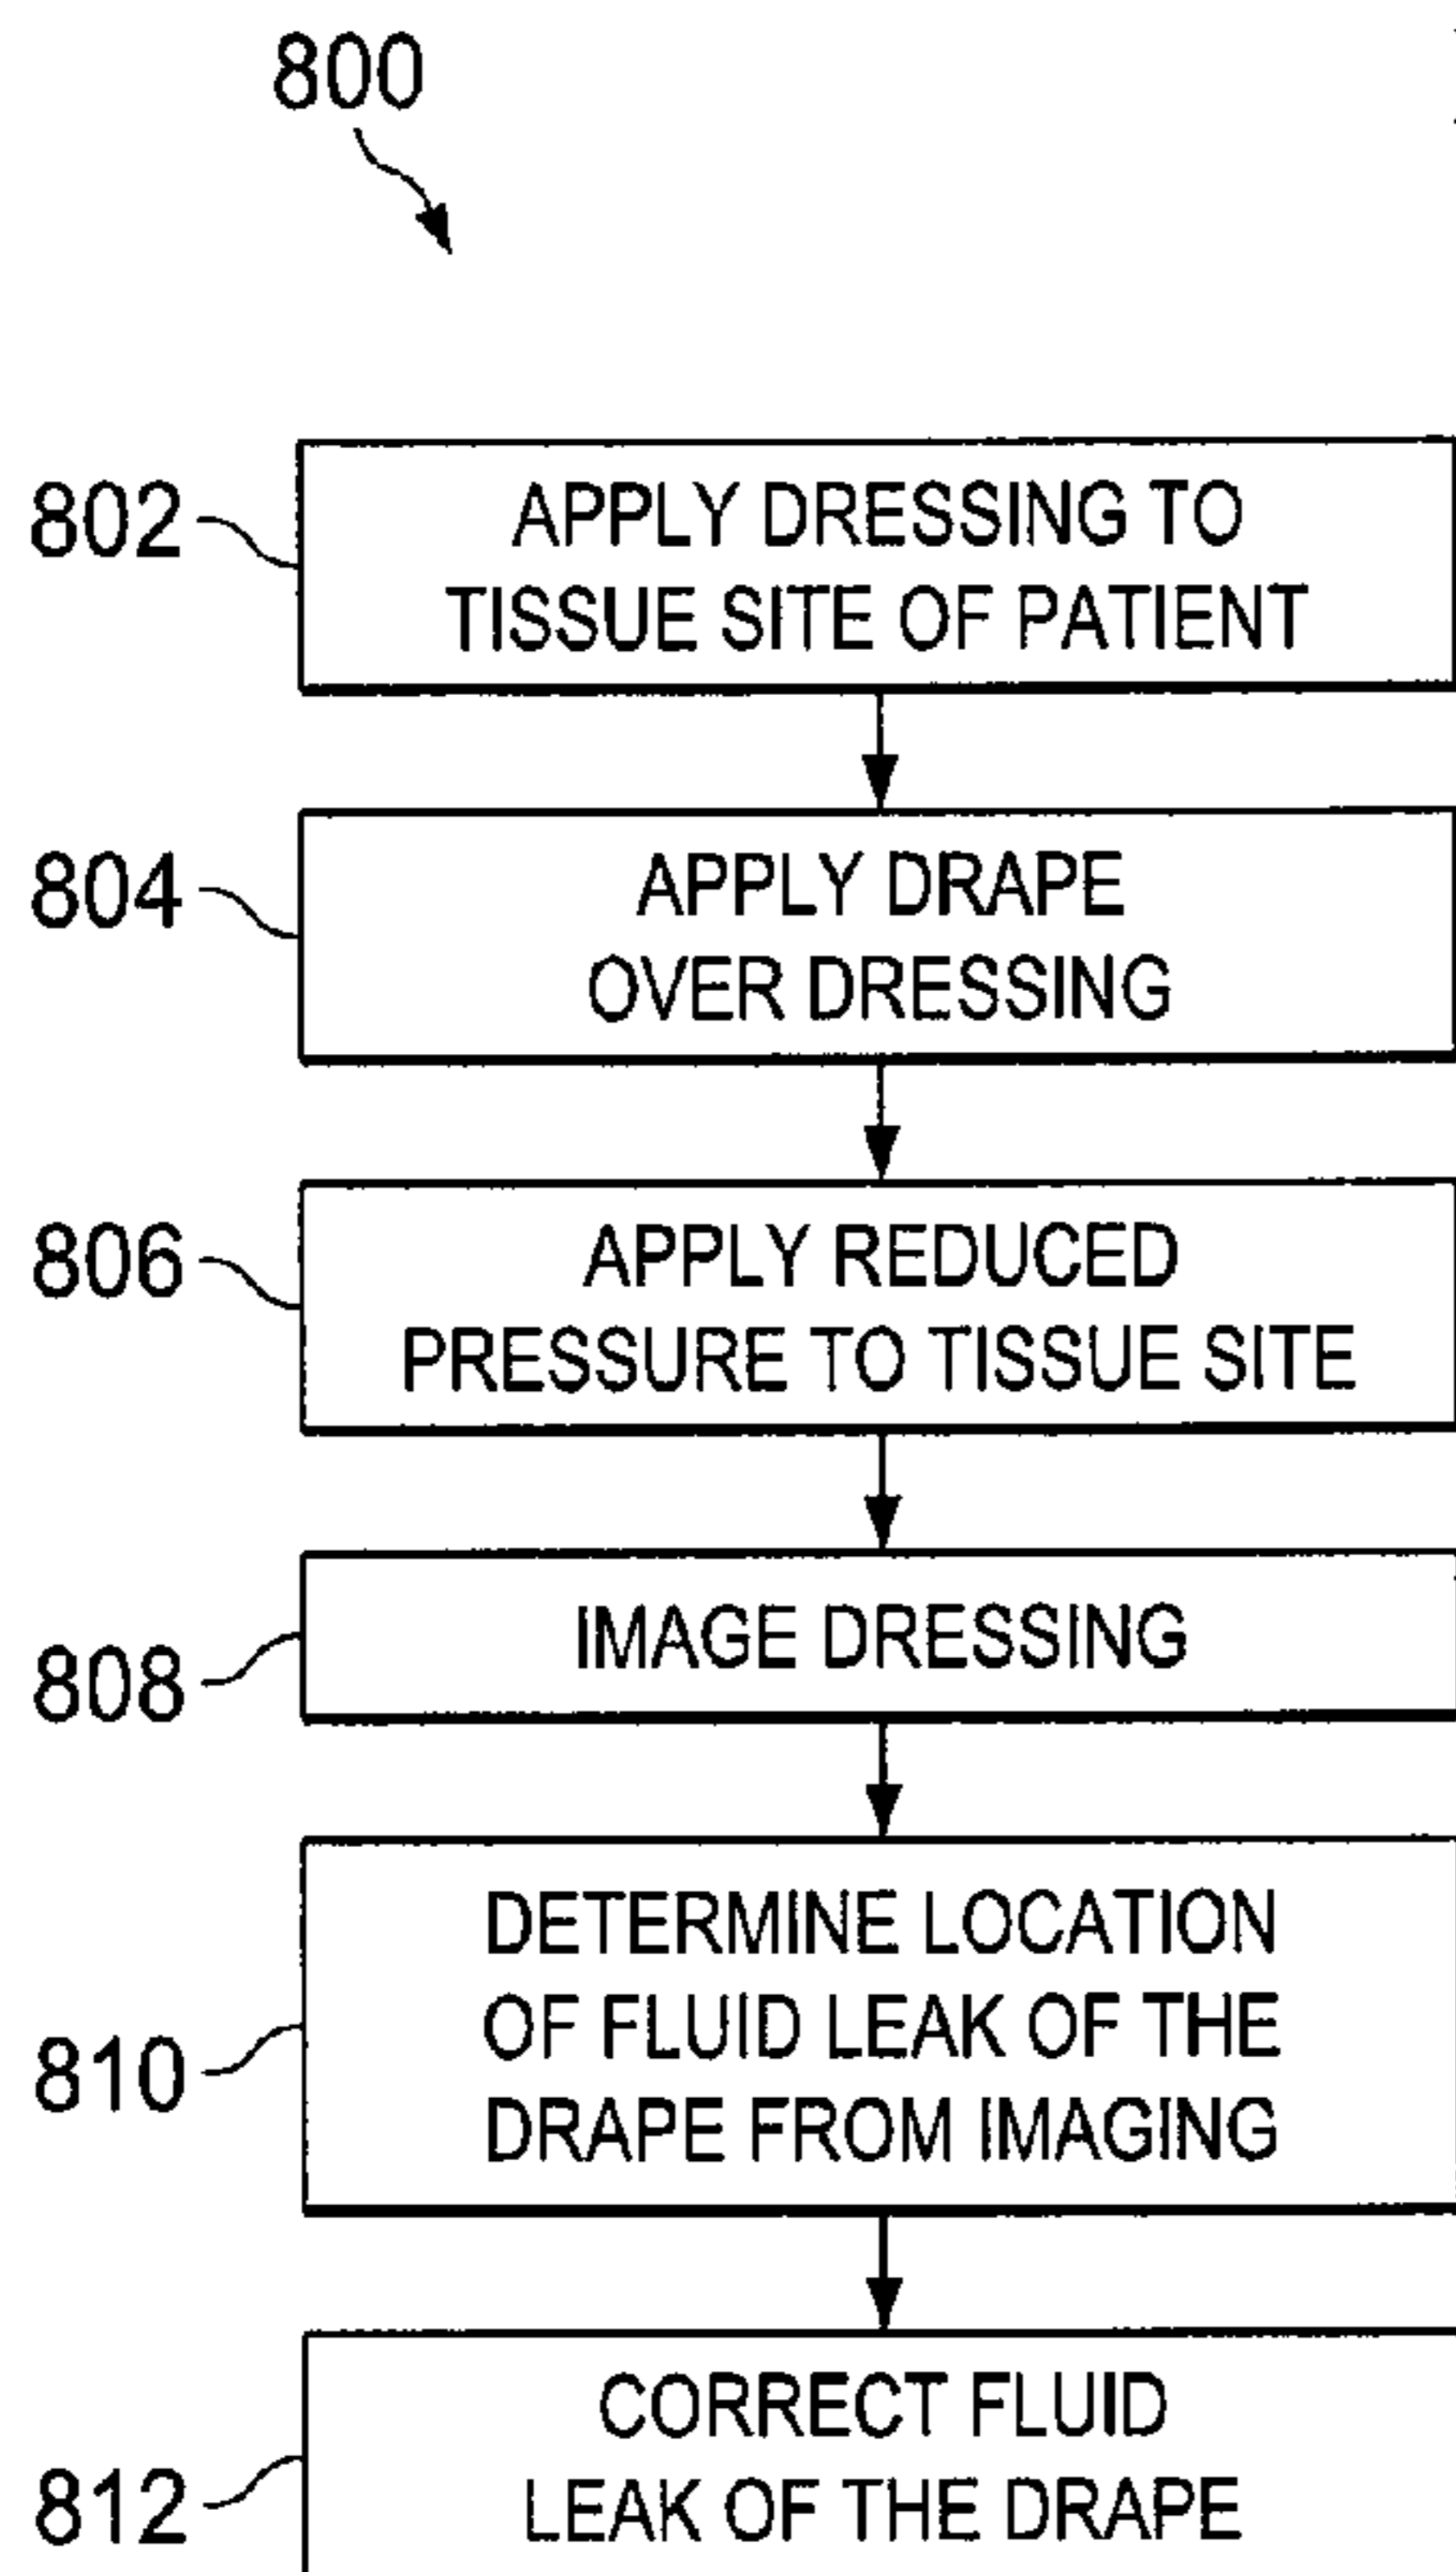 800
802
APPLY DRESSING TO
TISSUE SITE OF PATIENT
804
APPLY DRAPE
OVER DRESSING
806
APPLY REDUCED
PRESSURE TO TISSUE SITE
808
IMAGE DRESSING
810
DETERMINE LOCATION
OF FLUID LEAK OF THE
DRAPE FROM IMAGING
812
CORRECT FLUID
LEAK OF THE DRAPE